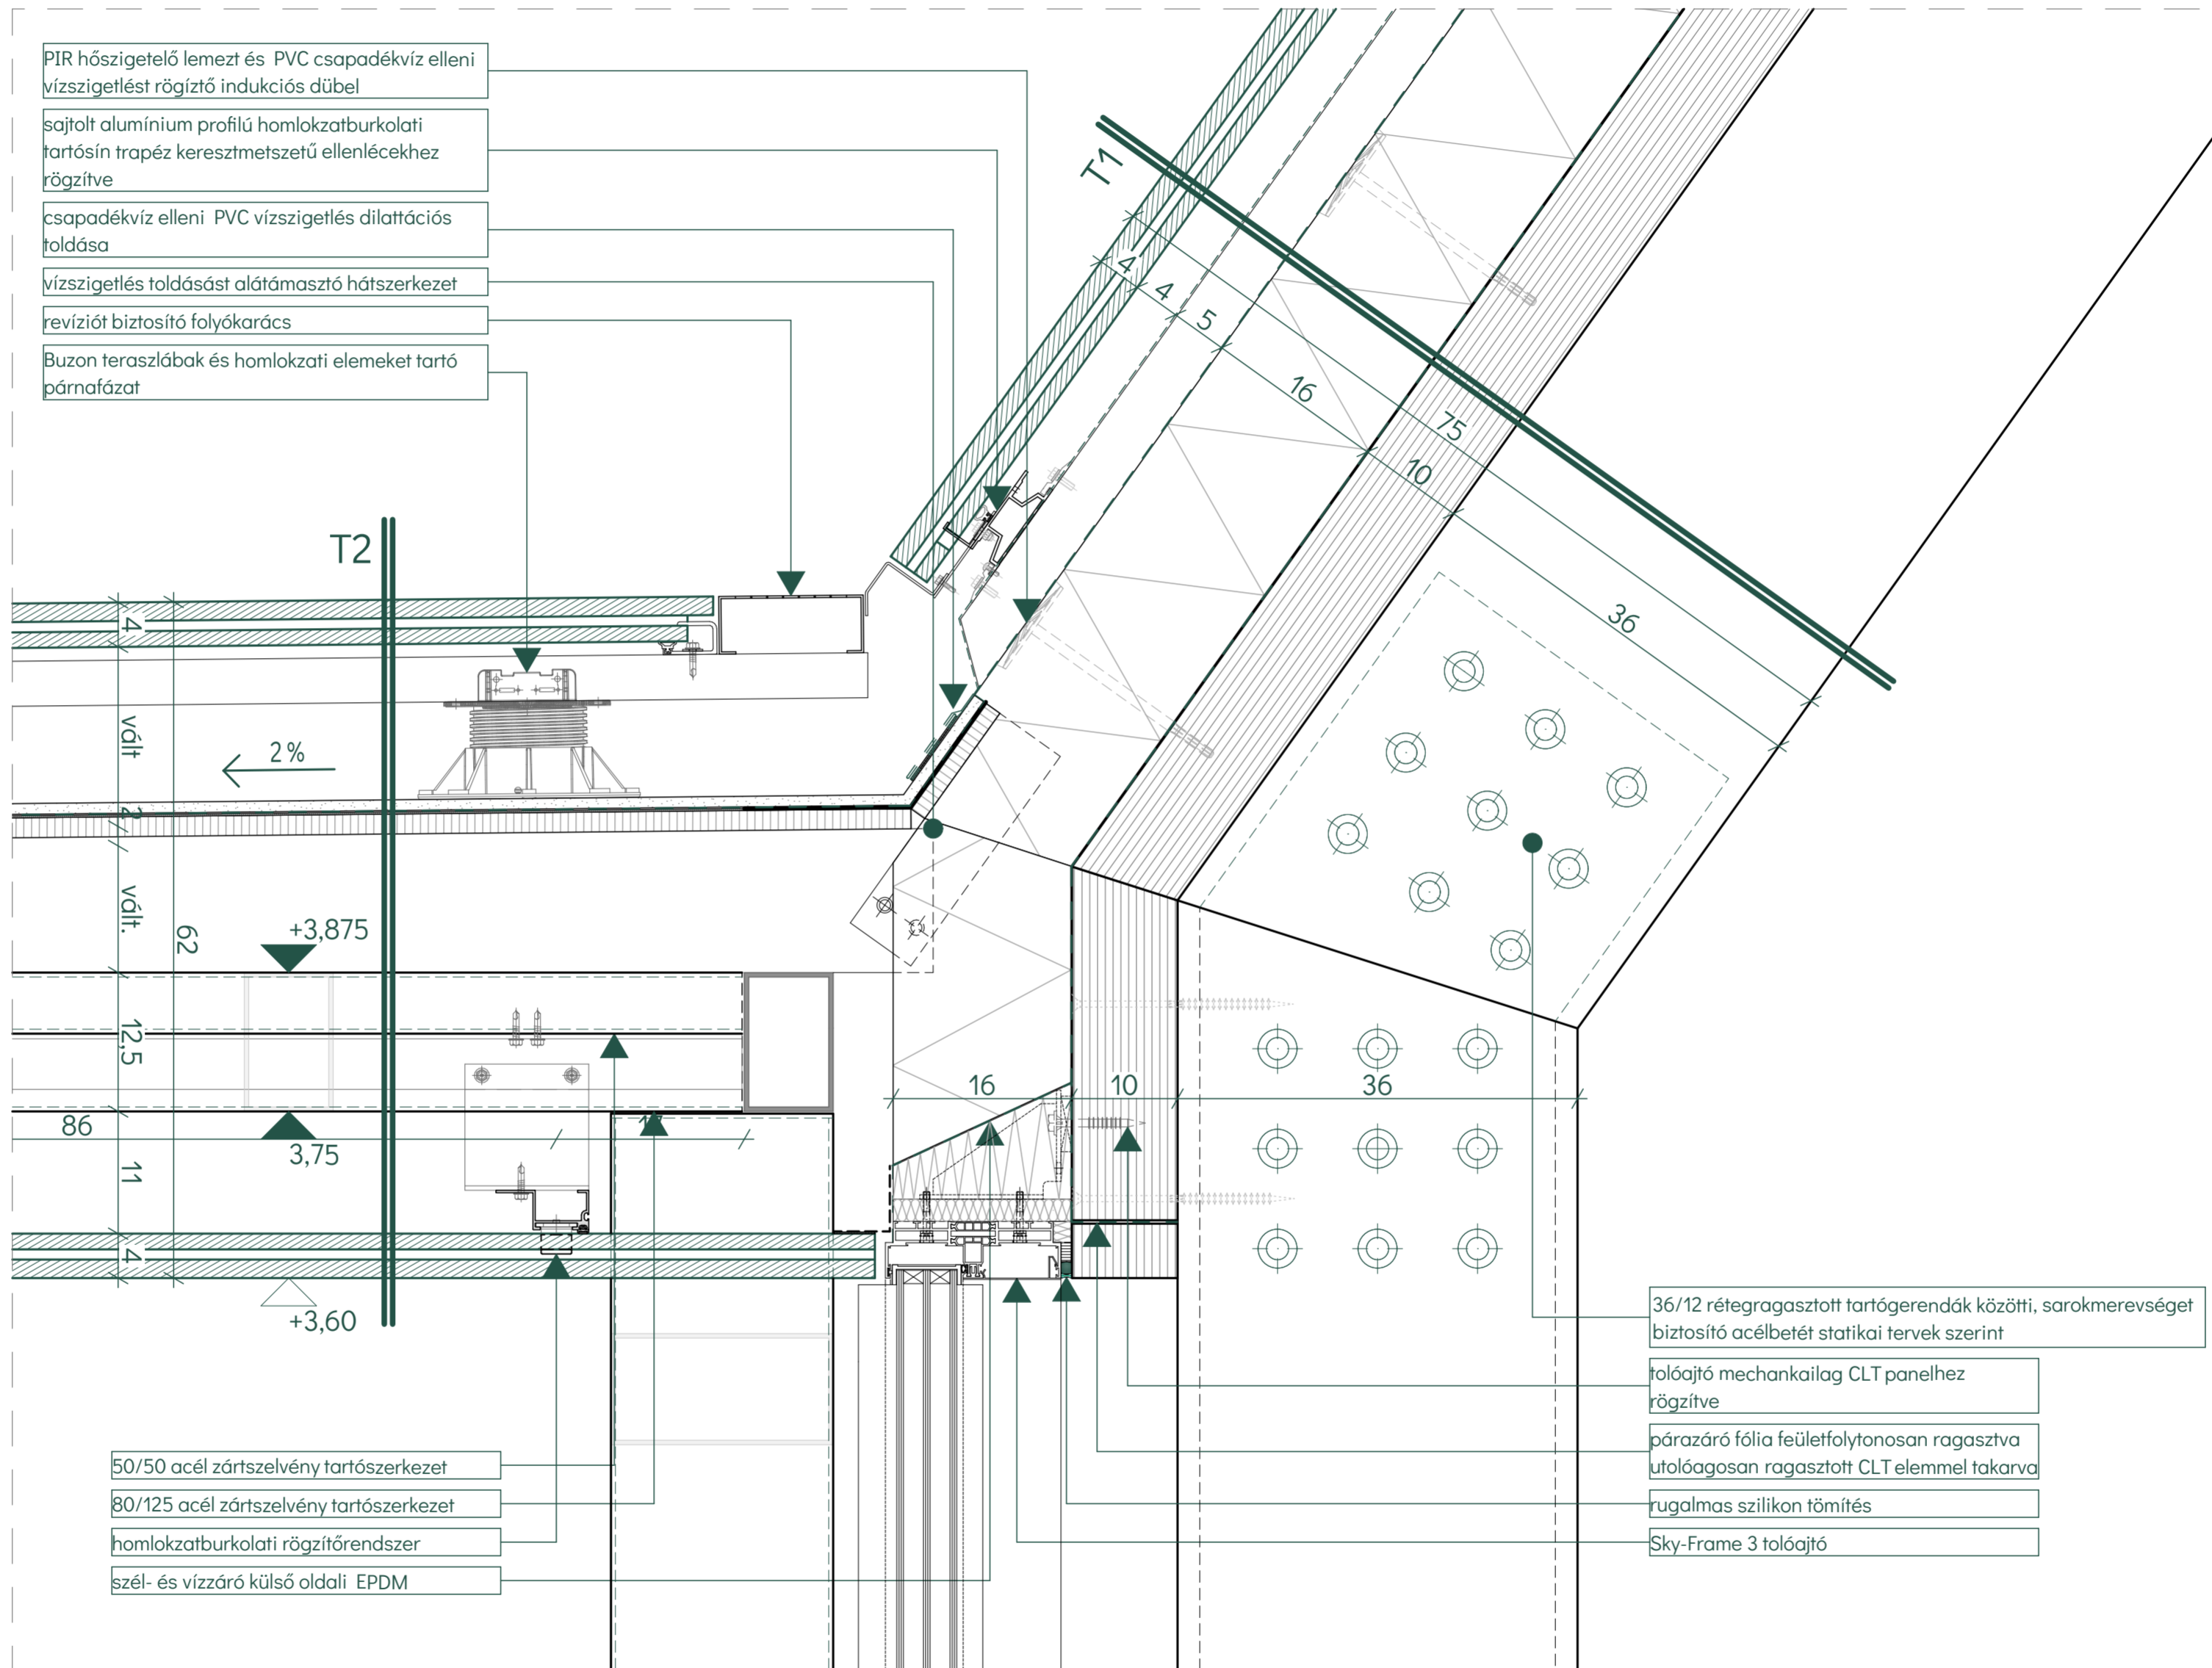 PIR hőszigetelő lemezt és PVC csapadékvíz elleni
vízszigetlést rögíztő indukciós dübel
sajtolt alumínium profilú homlokzatburkolati
tartósín trapéz keresztmetszetű ellenlécekhez
rögzítve
csapadékvíz elleni PVC vízszigetlés dilattációs
toldása
vízszigetlés toldásást alátámasztó hátszerkezet
revíziót biztosító folyókarács
Buzon teraszlábak és homlokzati elemeket tartó
párnafázat
T1
4
4
5
16
75
10
36
T2
4
vált
2 %
2
vált.
62
+3,875
12,5
86
3,75
11
4
+3,60
16
10
36
36/12 rétegragasztott tartógerendák közötti, sarokmerevséget
biztosító acélbetét statikai tervek szerint
tolóajtó mechankailag CLT panelhez
rögzítve
párazáró fólia feületfolytonosan ragasztva
utolóagosan ragasztott CLT elemmel takarva
rugalmas szilikon tömítés
Sky-Frame 3 tolóajtó
50/50 acél zártszelvény tartószerkezet
80/125 acél zártszelvény tartószerkezet
homlokzatburkolati rögzítőrendszer
szél- és vízzáró külső oldali EPDM